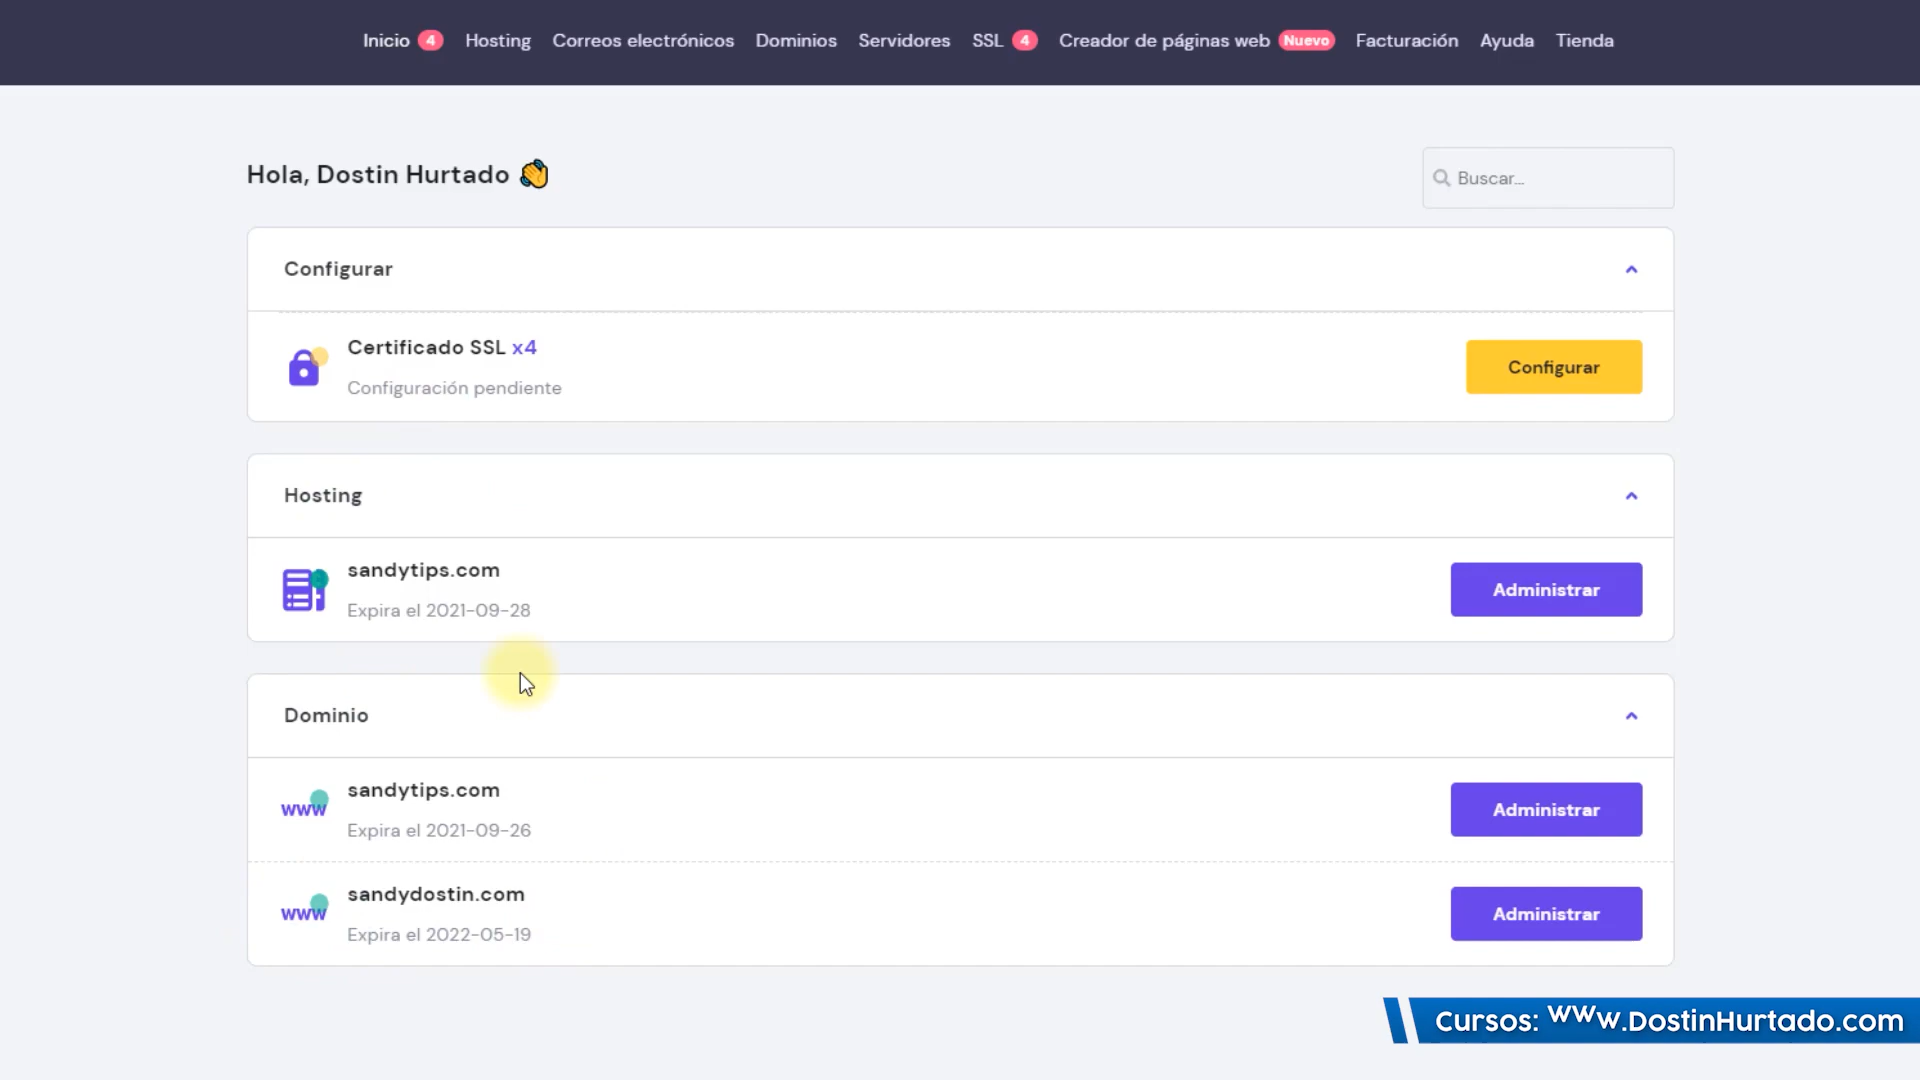 Inicio 4 Hosting Correos electrónicos Dominios Servidores SSL 4 Creador de páginas web Nuevo Facturación Ayuda Tienda
Hola, Dostin Hurtado 👋
Buscar...
Configurar
Certificado SSL x4
Configuración pendiente
Configurar
Hosting
sandytips.com
Expira el 2021-09-28
Administrar
Dominio
www
sandytips.com
Expira el 2021-09-26
Administrar
www
sandydostin.com
Expira el 2022-05-19
Administrar
Cursos: WWW.DostinHurtado.com